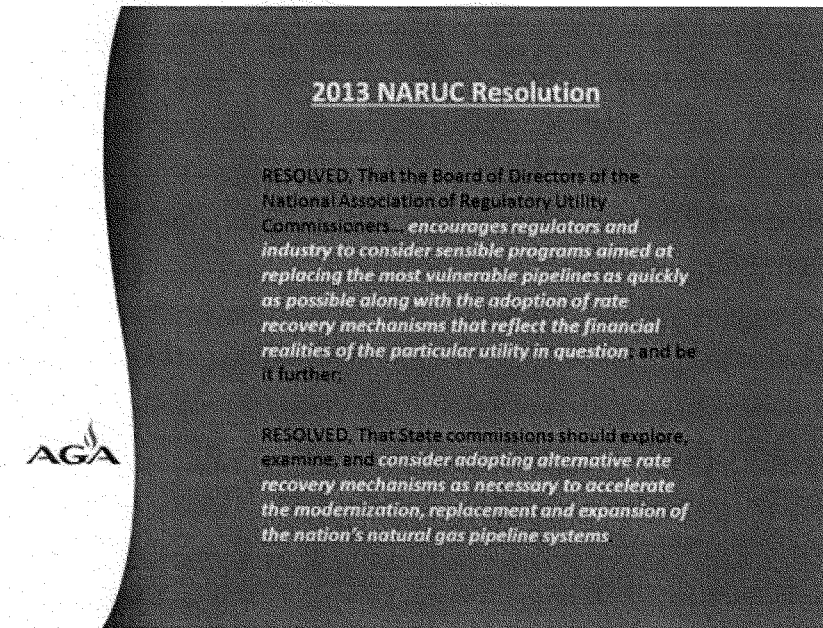 2013 NARUC Resolution
RESOLVED, That the Board of Directors of the
National Association of Regulatory Utility
Commissioners... encourages regulators and
industry to consider sensible programs aimed at
replacing the most vulnerable pipelines as quickly
as possible along with the adoption of rate
recovery mechanisms that reflect the financial
realities of the particular utility in question; and be
it further,
RESOLVED, That State commissions should explore,
examine, and consider adopting alternative rate
recovery mechanisms as necessary to accelerate
the modernization, replacement and expansion of
the nation's natural gas pipeline systems
AGA